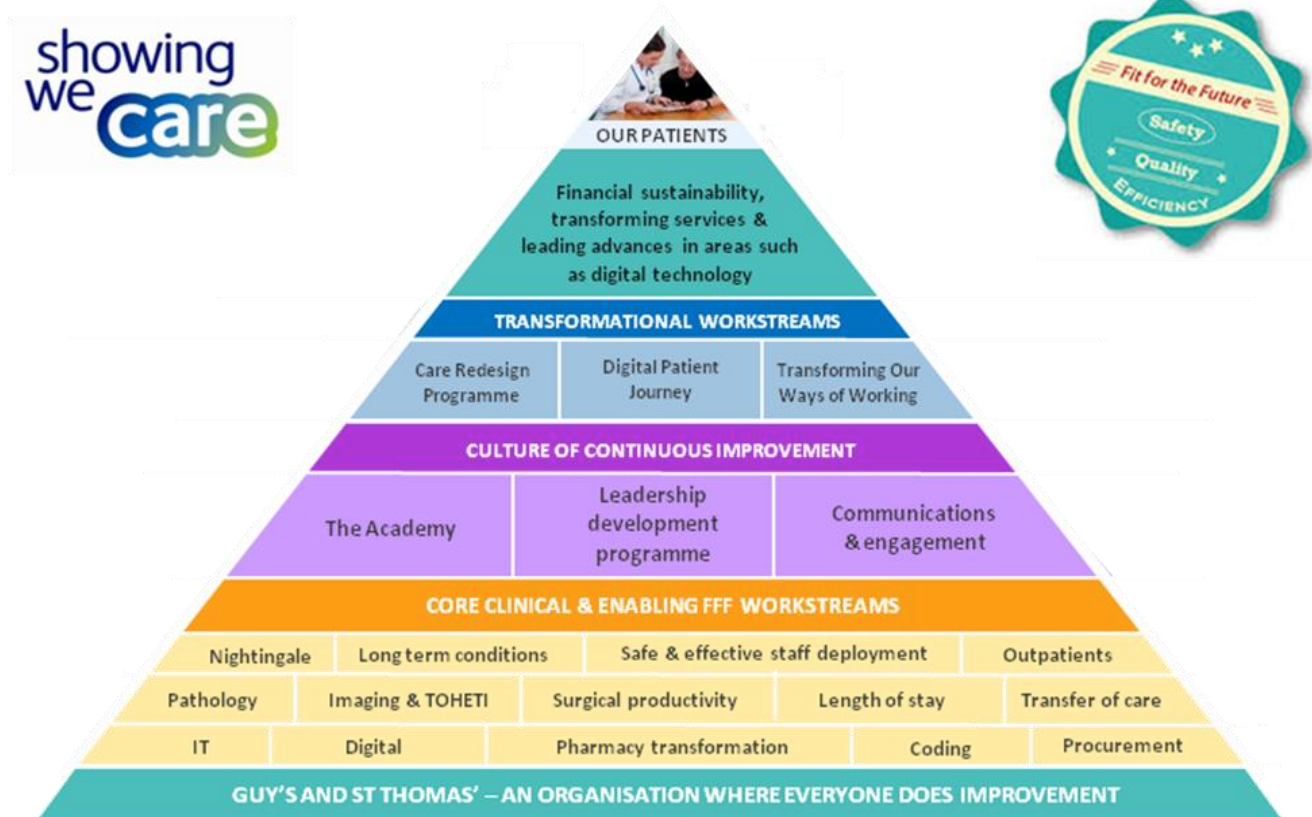 showing
we care
Fit for the Future
Safety
Quality
EFFICIENCY
OUR PATIENTS
Financial sustainability,
transforming services &
leading advances in areas such
as digital technology
TRANSFORMATIONAL WORKSTREAMS
Care Redesign
Programme
Digital Patient
Journey
Transforming Our
Ways of Working
CULTURE OF CONTINUOUS IMPROVEMENT
The Academy
Leadership
development
programme
Communications
& engagement
CORE CLINICAL & ENABLING FFF WORKSTREAMS
Nightingale
Long term conditions
Safe & effective staff deployment
Outpatients
Pathology
Imaging & TOHETI
Surgical productivity
Length of stay
Transfer of care
IT
Digital
Pharmacy transformation
Coding
Procurement
GUY'S AND ST THOMAS' – AN ORGANISATION WHERE EVERYONE DOES IMPROVEMENT